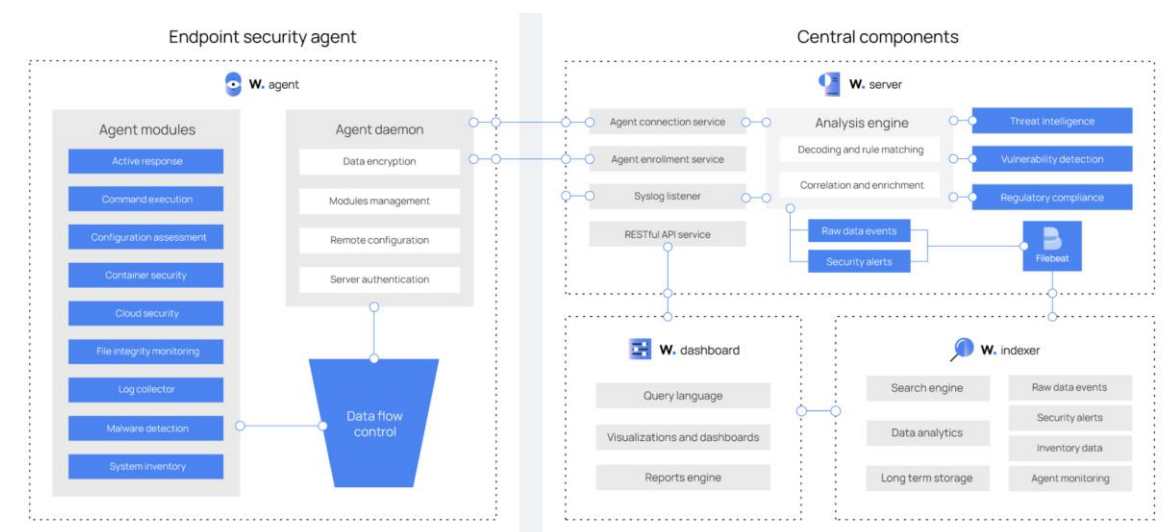 Endpoint security agent
W. agent
Agent modules
Active response
Command execution
Configuration assessment
Container security
Cloud security
File integrity monitoring
Log collector
Malware detection
System inventory
Agent daemon
Data encryption
Modules management
Remote configuration
Server authentication
Data flow
control
Central components
W. server
Agent connection service
Agent enrollment service
Syslog listener
RESTful API service
Analysis engine
Decoding and rule matching
Correlation and enrichment
Threat Intelligence
Vulnerability detection
Regulatory compliance
Raw data events
Security alerts
Filebeat
W. dashboard
Query language
Visualizations and dashboards
Reports engine
W. indexer
Search engine
Data analytics
Long term storage
Raw data events
Security alerts
Inventory data
Agent monitoring